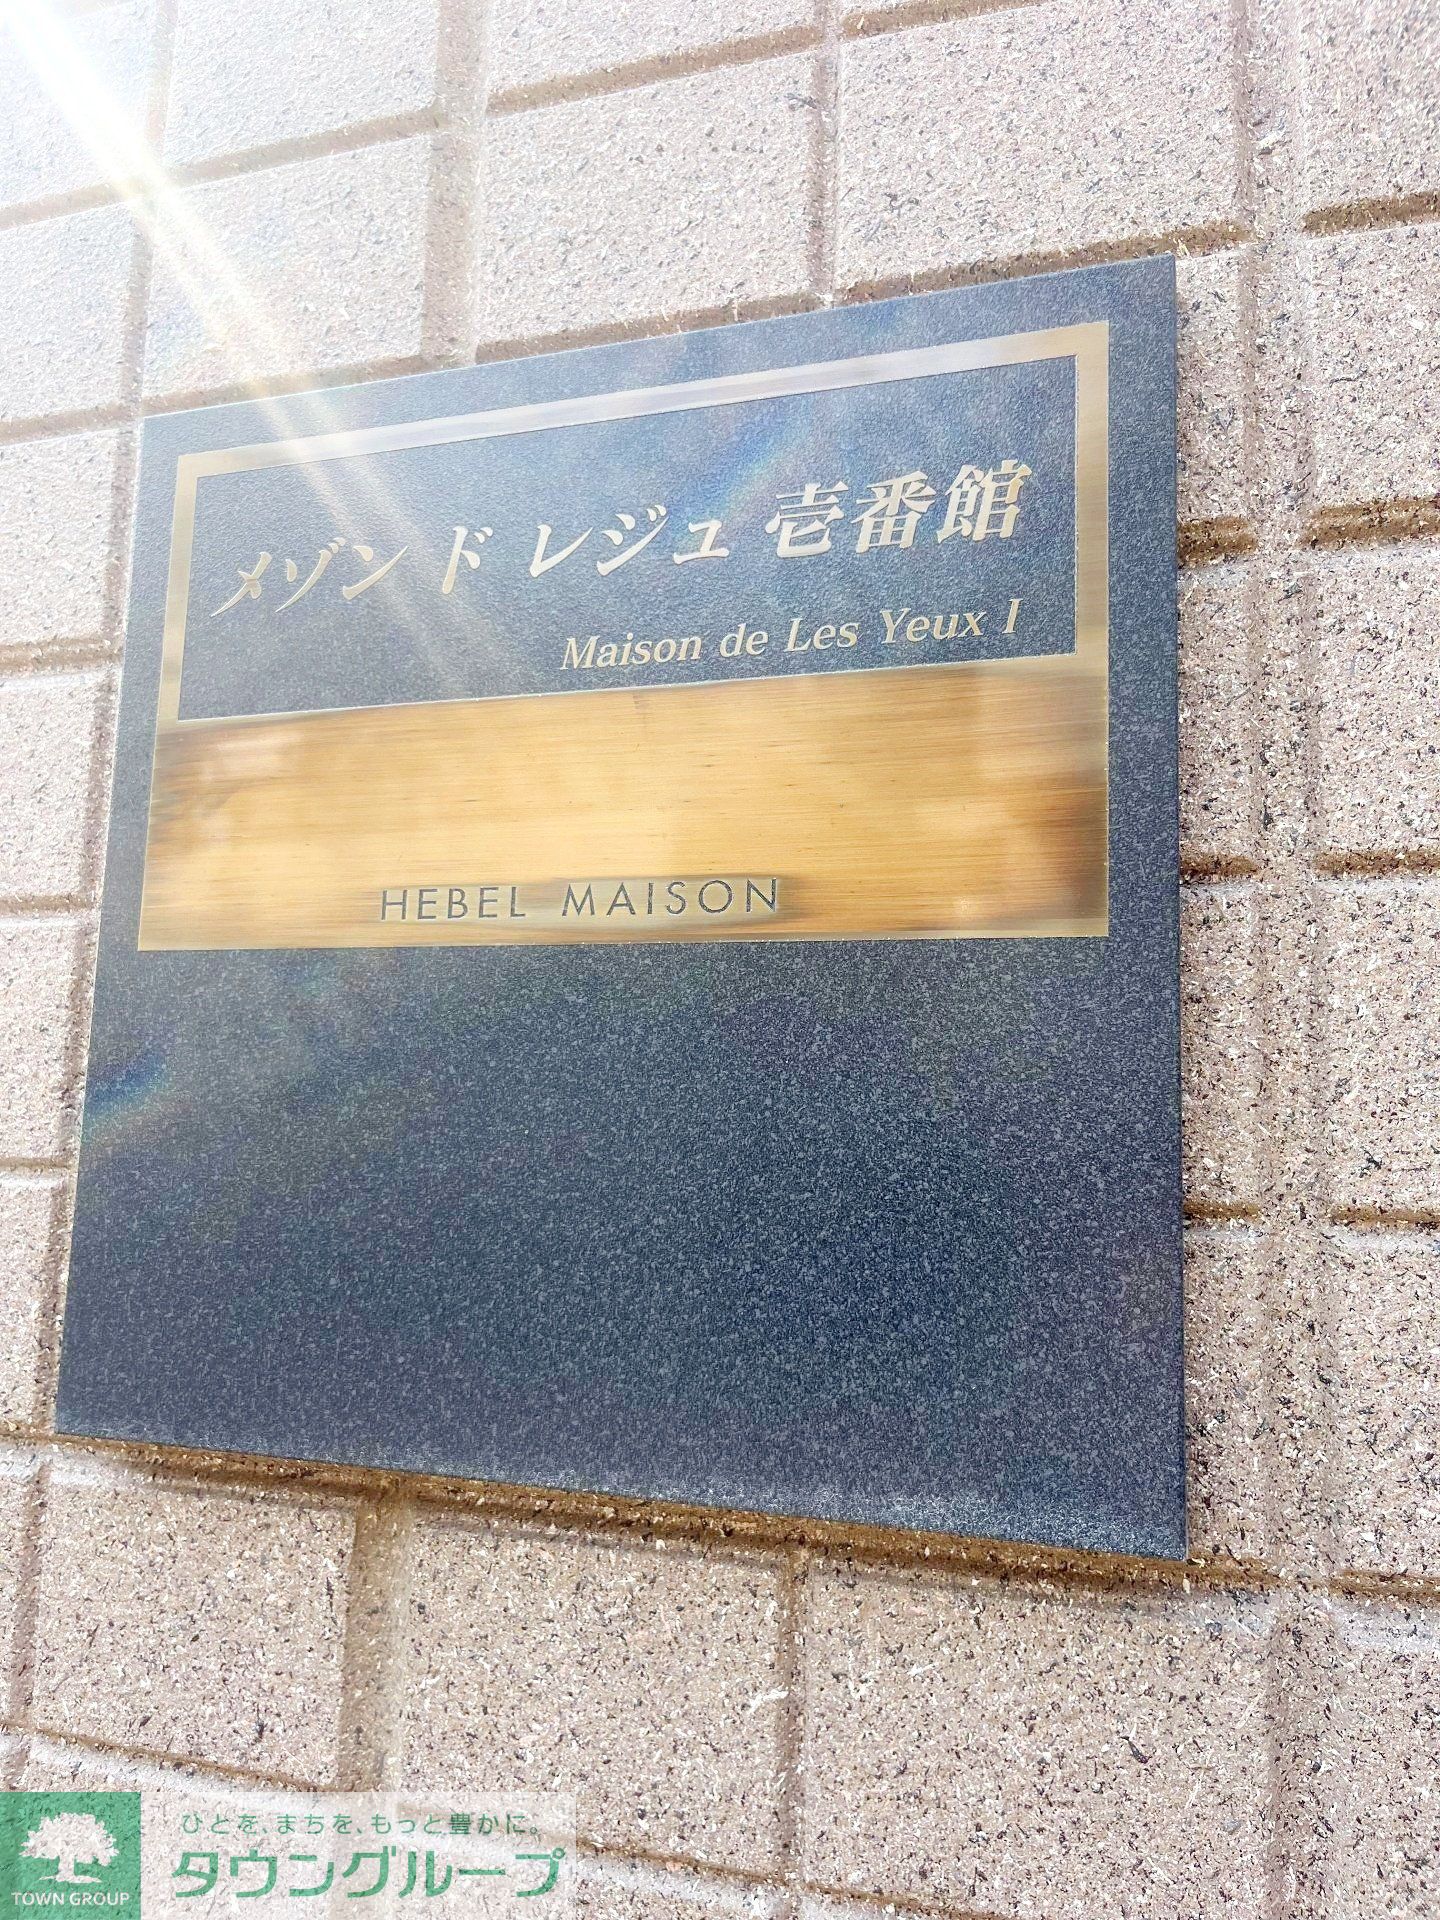 メゾン ド レジュ 壱番館
Maison de Les Yeux I
HEBEL MAISON
ひとを、まちを、もっと豊かに。
タウングループ
TOWN GROUP